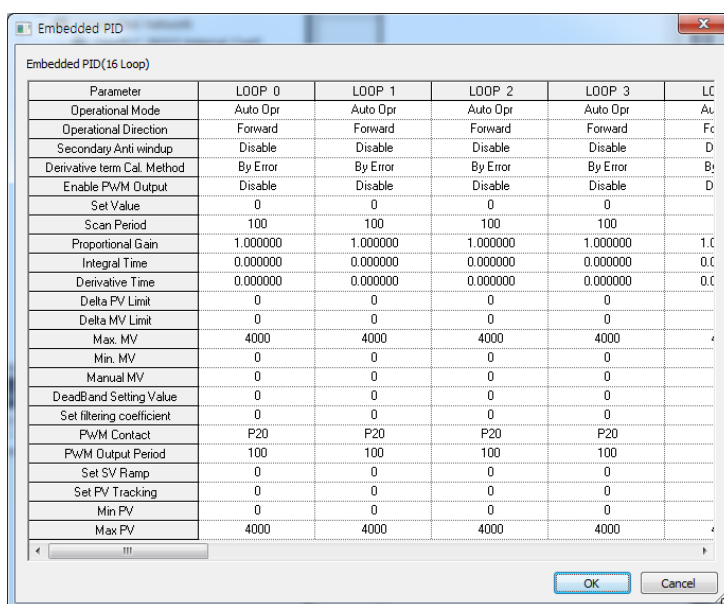 Embedded PID
Embedded PID(16 Loop)
Parameter LOOP 0 LOOP 1 LOOP 2 LOOP 3
Operational Mode Auto Opr Auto Opr Auto Opr Auto Opr
Operational Direction Forward Forward Forward Forward
Secondary Anti windup Disable Disable Disable Disable
Derivative term Cal. Method By Error By Error By Error By Error
Enable PWM Output Disable Disable Disable Disable
Set Value 0 0 0 0
Scan Period 100 100 100 100
Proportional Gain 1.000000 1.000000 1.000000 1.000000
Integral Time 0.000000 0.000000 0.000000 0.000000
Derivative Time 0.000000 0.000000 0.000000 0.000000
Delta PV Limit 0 0 0 0
Delta MV Limit 0 0 0 0
Max. MV 4000 4000 4000 4000
Min. MV 0 0 0 0
Manual MV 0 0 0 0
DeadBand Setting Value 0 0 0 0
Set filtering coefficient 0 0 0 0
PWM Contact P20 P20 P20 P20
PWM Output Period 100 100 100 100
Set SV Ramp 0 0 0 0
Set PV Tracking 0 0 0 0
Min PV 0 0 0 0
Max PV 4000 4000 4000 4000
OK Cancel